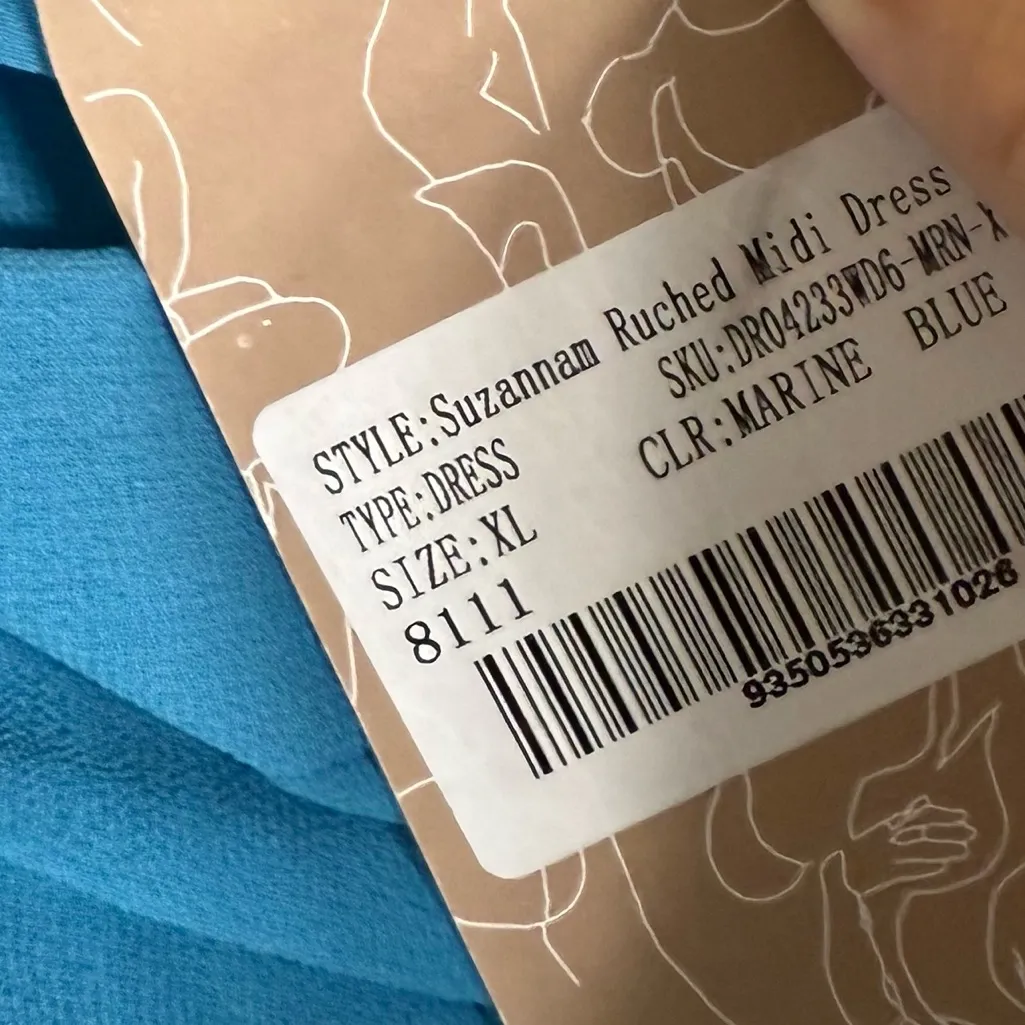 STYLE:Suzannam Ruched Midi Dress
TYPE:DRESS SKU:DR04233WD6-MRN-X
SIZE:XL CLR:MARINE BLUE
8111
9350536331026